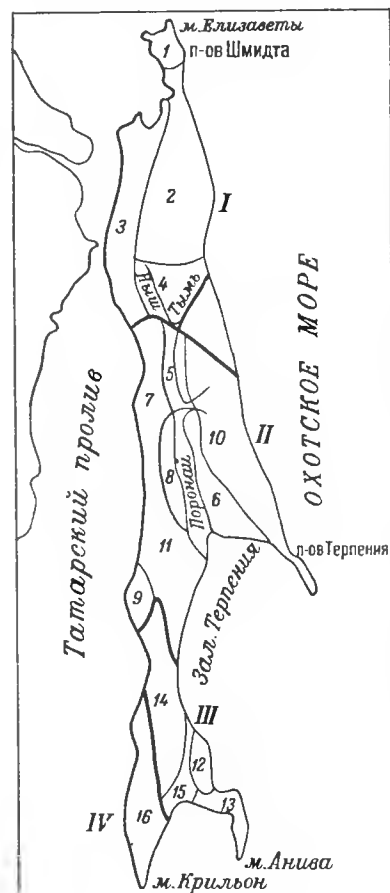 м. Елизаветы
п-ов Шмидта
1
2
3
I
4
Ныш
Тымь
ОХОТСКОЕ МОРЕ
Татарский пролив
5
7
10
II
8
Поронай
6
11
п-ов Терпения
9
Зал. Терпения
14
III
12
15
13
16
IV
м. Анива
м. Крильон